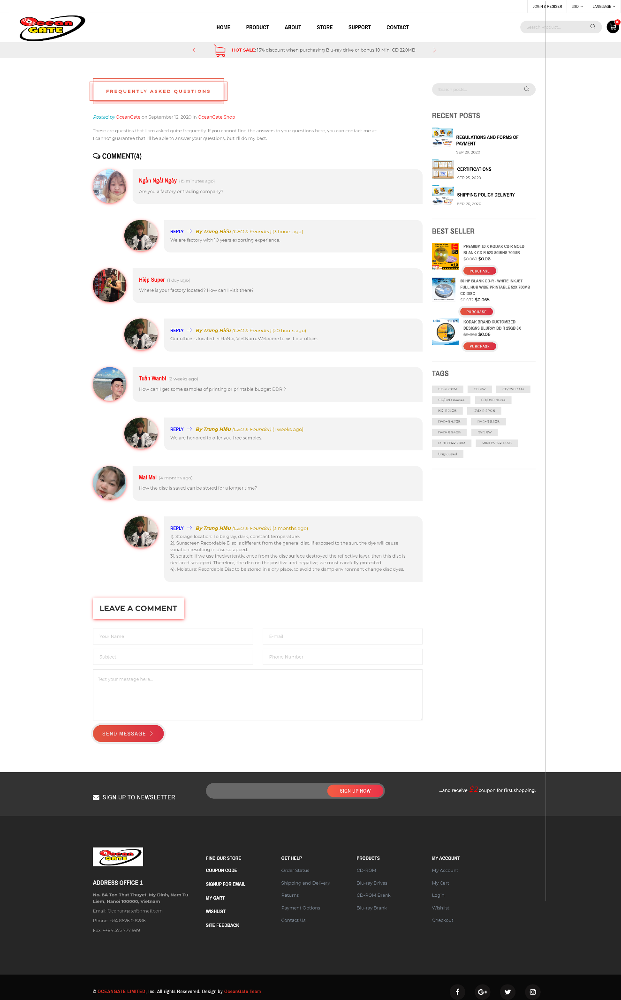 LOGIN & REGISER
USD
LANGUAGE
Ocean
GATE
HOME
PRODUCT
ABOUT
STORE
SUPPORT
CONTACT
Search Product...
10
HOT SALE: 15% discount when purchasing Blu-ray drive or bonus 10 Mini CD 220MB
FREQUENTLY ASKED QUESTIONS
Posted by OceanGate on September 12, 2020 in OceanGate Shop
These are questios that I am asked quite frequently. If you cannot find the answers to your questions here, you can contact me at:
I cannot guarantee that I'll be able to answer your questions, but I'll do my best.
COMMENT(4)
Ngẫn Ngất Ngây (15 minutes ago)
Are you a factory or trading company?
REPLY By Trung Hiếu (CEO & Founder) (3 hours ago)
We are factory with 10 years exporting experience.
Hiệp Super (1 day ago)
Where is your factory located? How can I visit there?
REPLY By Trung Hiếu (CEO & Founder) (20 hours ago)
Our office is located in HaNoi, VietNam. Welocme to visit our office.
Tuấn Wanbi (2 weeks ago)
How can I get some samples of printing or printable budget BDR ?
REPLY By Trung Hiếu (CEO & Founder) (1 weeks ago)
We are honored to offer you free samples.
Mai Mai (4 months ago)
How the disc is saved can be stored for a longer time?
REPLY By Trung Hiếu (CEO & Founder) (3 months ago)
1). Storage location: To be gray, dark, constant temperature.
2). Sunscreen:Recordable Disc is different from the general disc, if exposed to the sun, the dye will cause
variation resulting in disc scrapped.
3). scratch: If we use Inadvertently, once from the disc surface destroyed the reflective layer, then this disc is
declared scrapped. Therefore, the disc on the positive and negative, we must carefully protected.
4). Moisture: Recordable Disc to be stored in a dry place, to avoid the damp environment change disc dyes.
LEAVE A COMMENT
Your Name
E-mail
Subject
Phone Number
Text your message here...
SEND MESSAGE
Search posts...
RECENT POSTS
REGULATIONS AND FORMS OF
PAYMENT
SEP 29, 2020
CERTIFICATIONS
SEP 25, 2020
SHIPPING POLICY DELIVERY
SEP 20, 2020
BEST SELLER
x10
PREMIUM 10 X KODAK CD R GOLD
BLANK CD R 52X 80MINS 700MB
$0.069 $0.06
PURCHASE
50 HP BLANK CD-R - WHITE INKJET
FULL HUB WIDE PRINTABLE 52X 700MB
CD DISC
$0.072 $0.065
PURCHASE
KODAK BRAND CUSTOMIZED
DESIGNS BLURAY BD R 25GB 6X
$0.066 $0.06
PURCHASE
TAGS
CD-R 700M
CD RW
CD/DVD case
CD/DVD sleeves
CD/DVD drives
BD-R 25GB
DVD-R 4.7GB
DVD+R 4.7GB
DVD+R 8.5GB
DVD+R 9.4GB
DVD RW
MINI CD-R 220M
MINI DVD-R 1.4GB
Ungrouped
SIGN UP TO NEWSLETTER
SIGN UP NOW
...and receive $2 coupon for first shopping.
Ocean
GATE
ADDRESS OFFICE 1
No. 8A Ton That Thuyet, My Dinh, Nam Tu
Liem, Hanoi 100000, Vietnam
Email: Ocenangate@gmail.com
Phone: +84 8626 0 8286
Fax: ++84 555 777 999
FIND OUR STORE
COUPON CODE
SIGNUP FOR EMAIL
MY CART
WISHLIST
SITE FEEDBACK
GET HELP
Order Status
Shipping and Delivery
Returns
Payment Options
Contact Us
PRODUCTS
CD-ROM
Blu-ray Drives
CD-ROM Brank
Blu-ray Brank
MY ACCOUNT
My Account
My Cart
Login
Wishlist
Checkout
© OCEANGATE LIMITED, Inc. All rights Resevered. Design by OceanGate Team